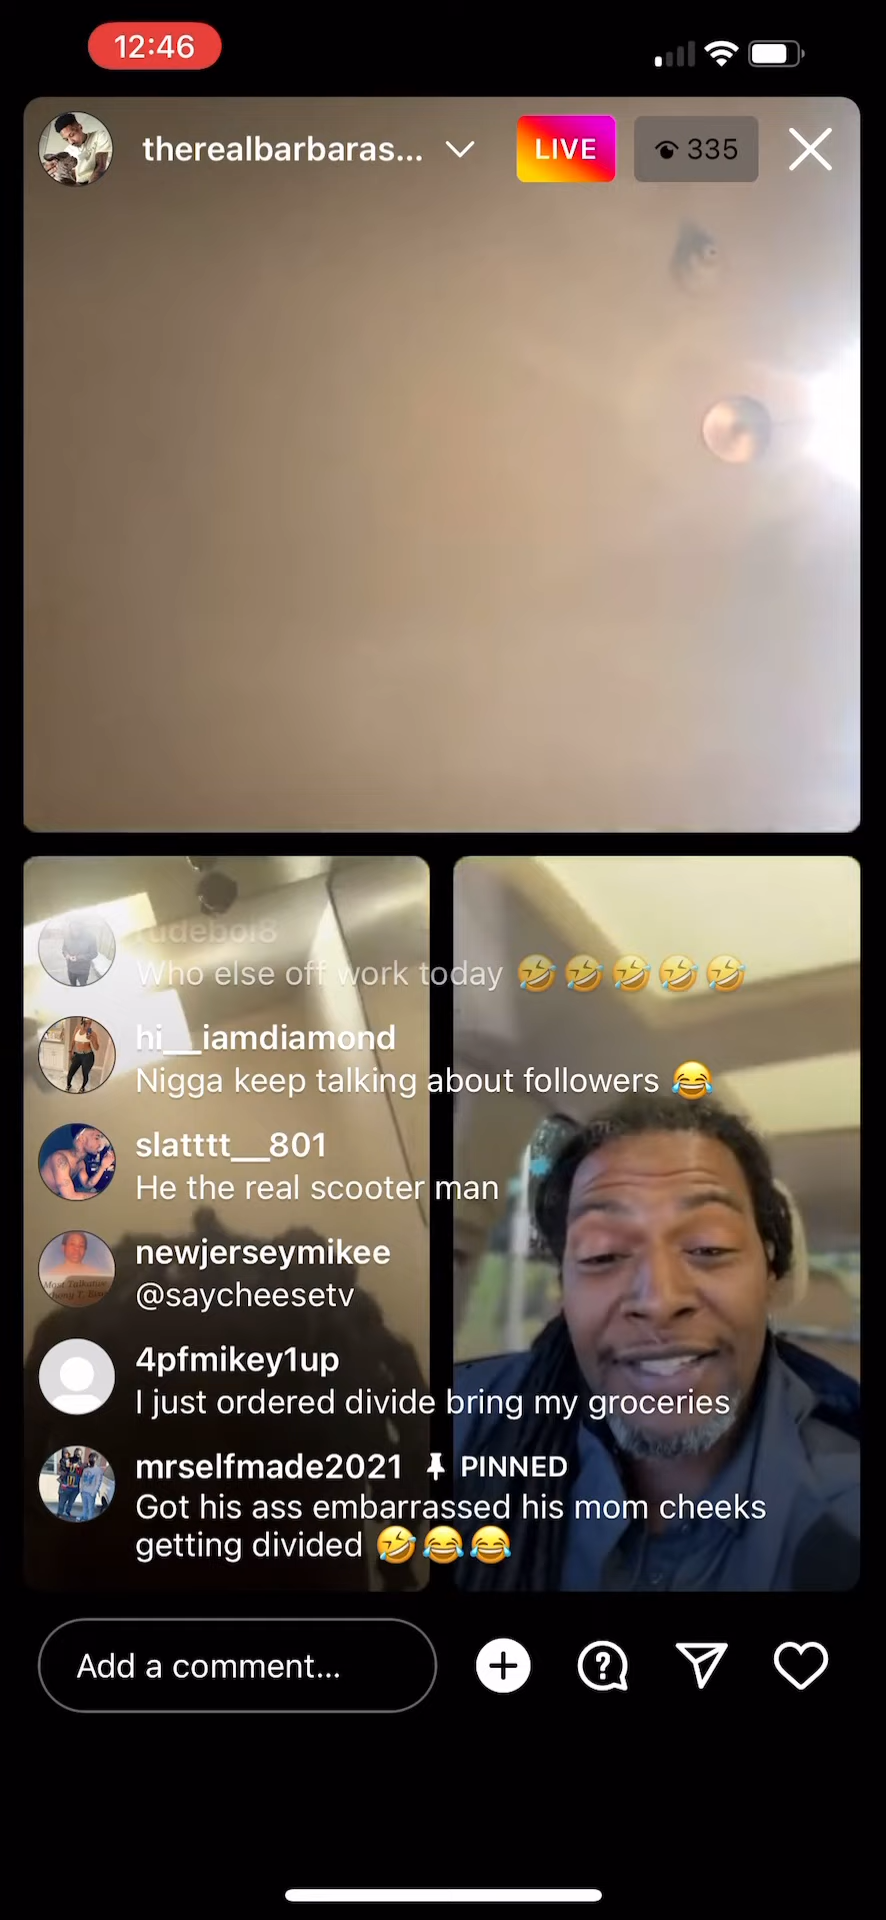 12:46
therealbarbaras...
LIVE
335
rudeboi8
Who else off work today 🤣🤣🤣🤣🤣
hi__iamdiamond
Nigga keep talking about followers 😂
slatttt__801
He the real scooter man
newjerseymikee
@saycheesetv
4pfmikey1up
I just ordered divide bring my groceries
mrselfmade2021 PINNED
Got his ass embarrassed his mom cheeks
getting divided 🤣😂😂
Add a comment...